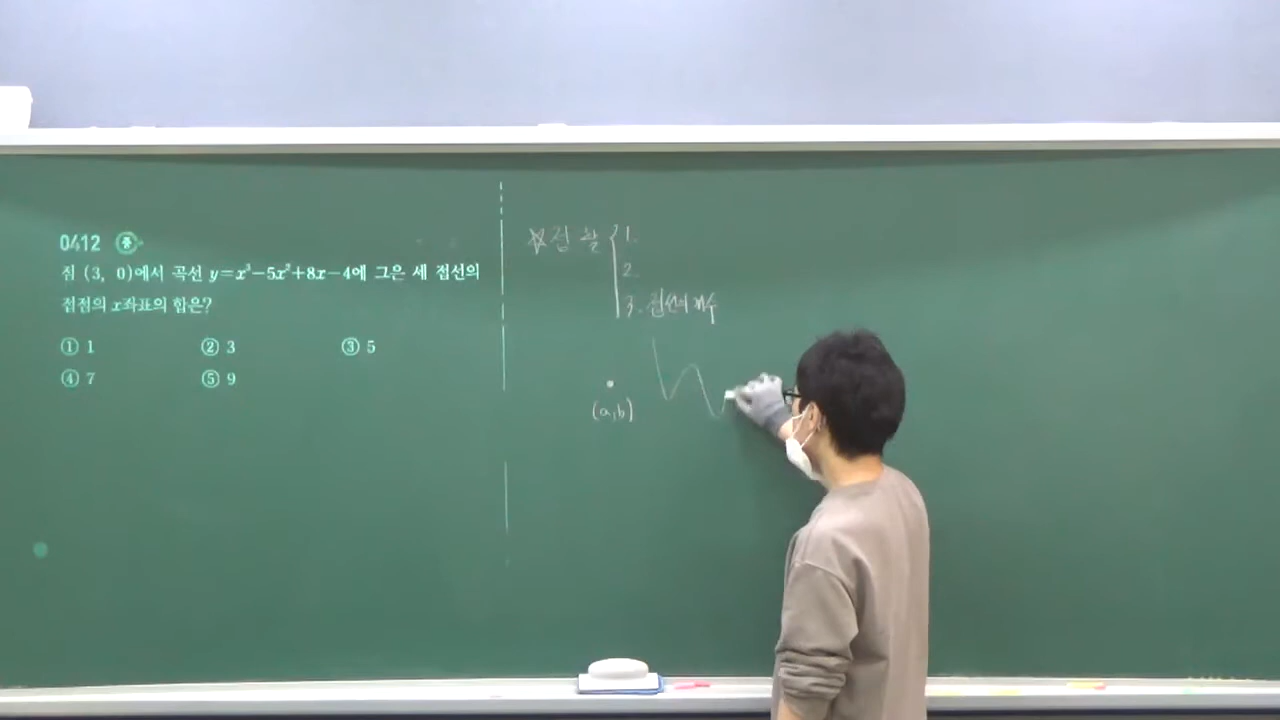 0412 중
점 (3, 0)에서 곡선 y=x³-5x²+8x-4에 그은 세 접선의
접점의 x좌표의 합은?
① 1 ② 3 ③ 5
④ 7 ⑤ 9
1.
2.
3. 접선의 개수
(a,b)